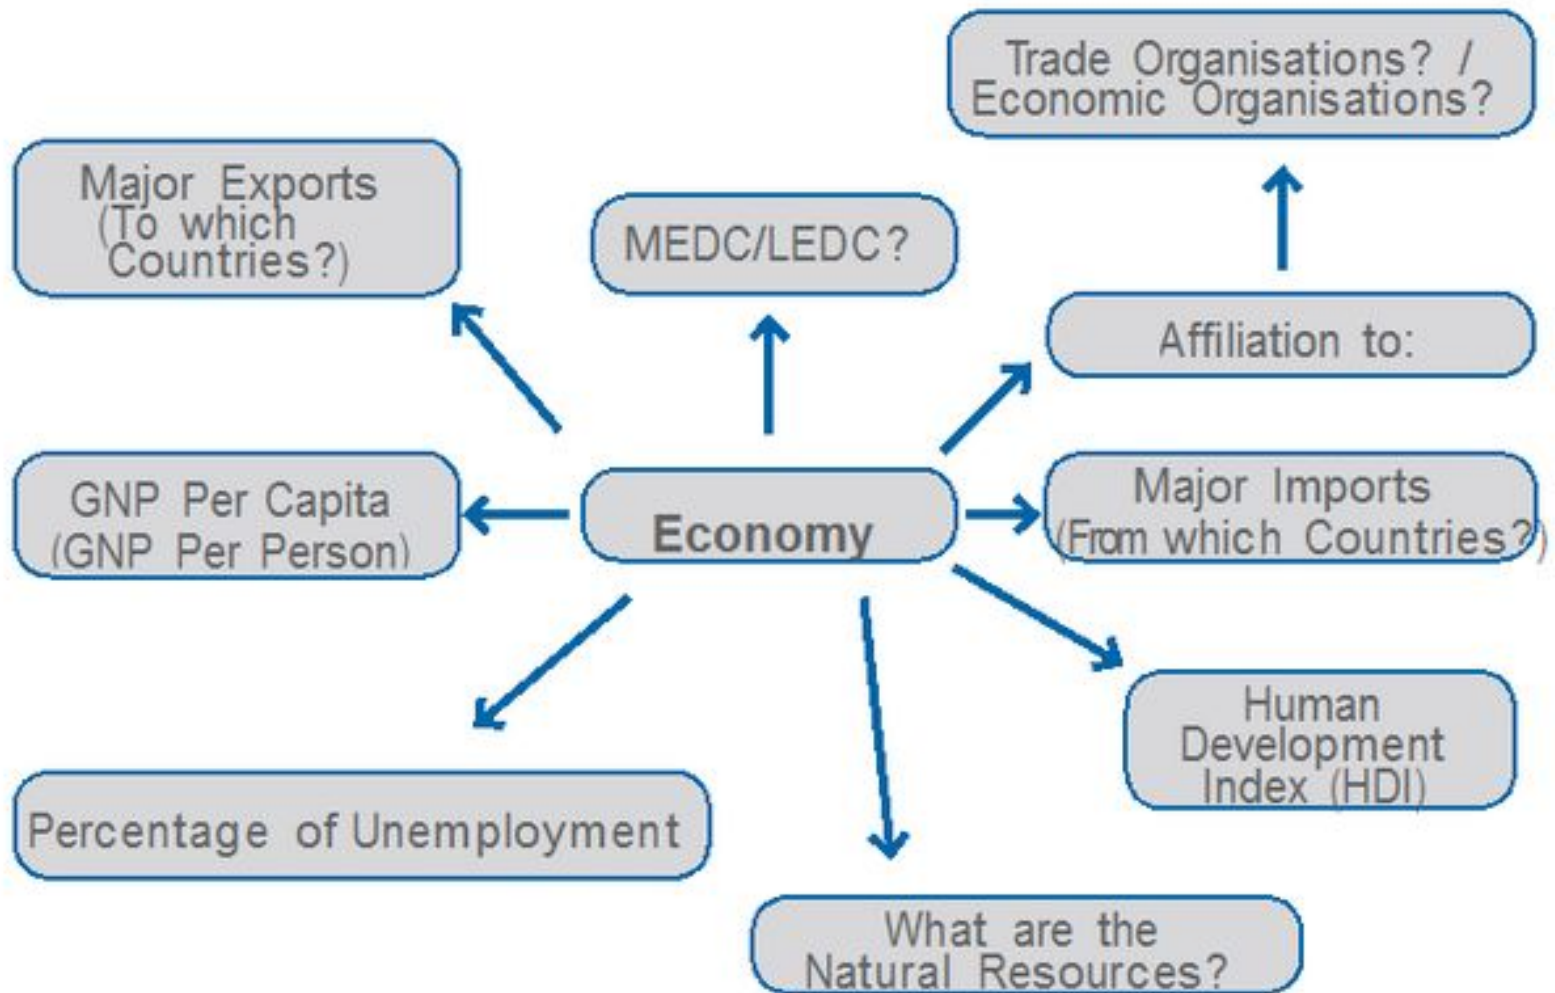 Trade Organisations? /
Economic Organisations?
Major Exports
(To which
Countries?)
MEDC/LEDC?
Affiliation to:
GNP Per Capita
(GNP Per Person)
Economy
Major Imports
(From which Countries?)
Human
Development
Index (HDI)
Percentage of Unemployment
What are the
Natural Resources?